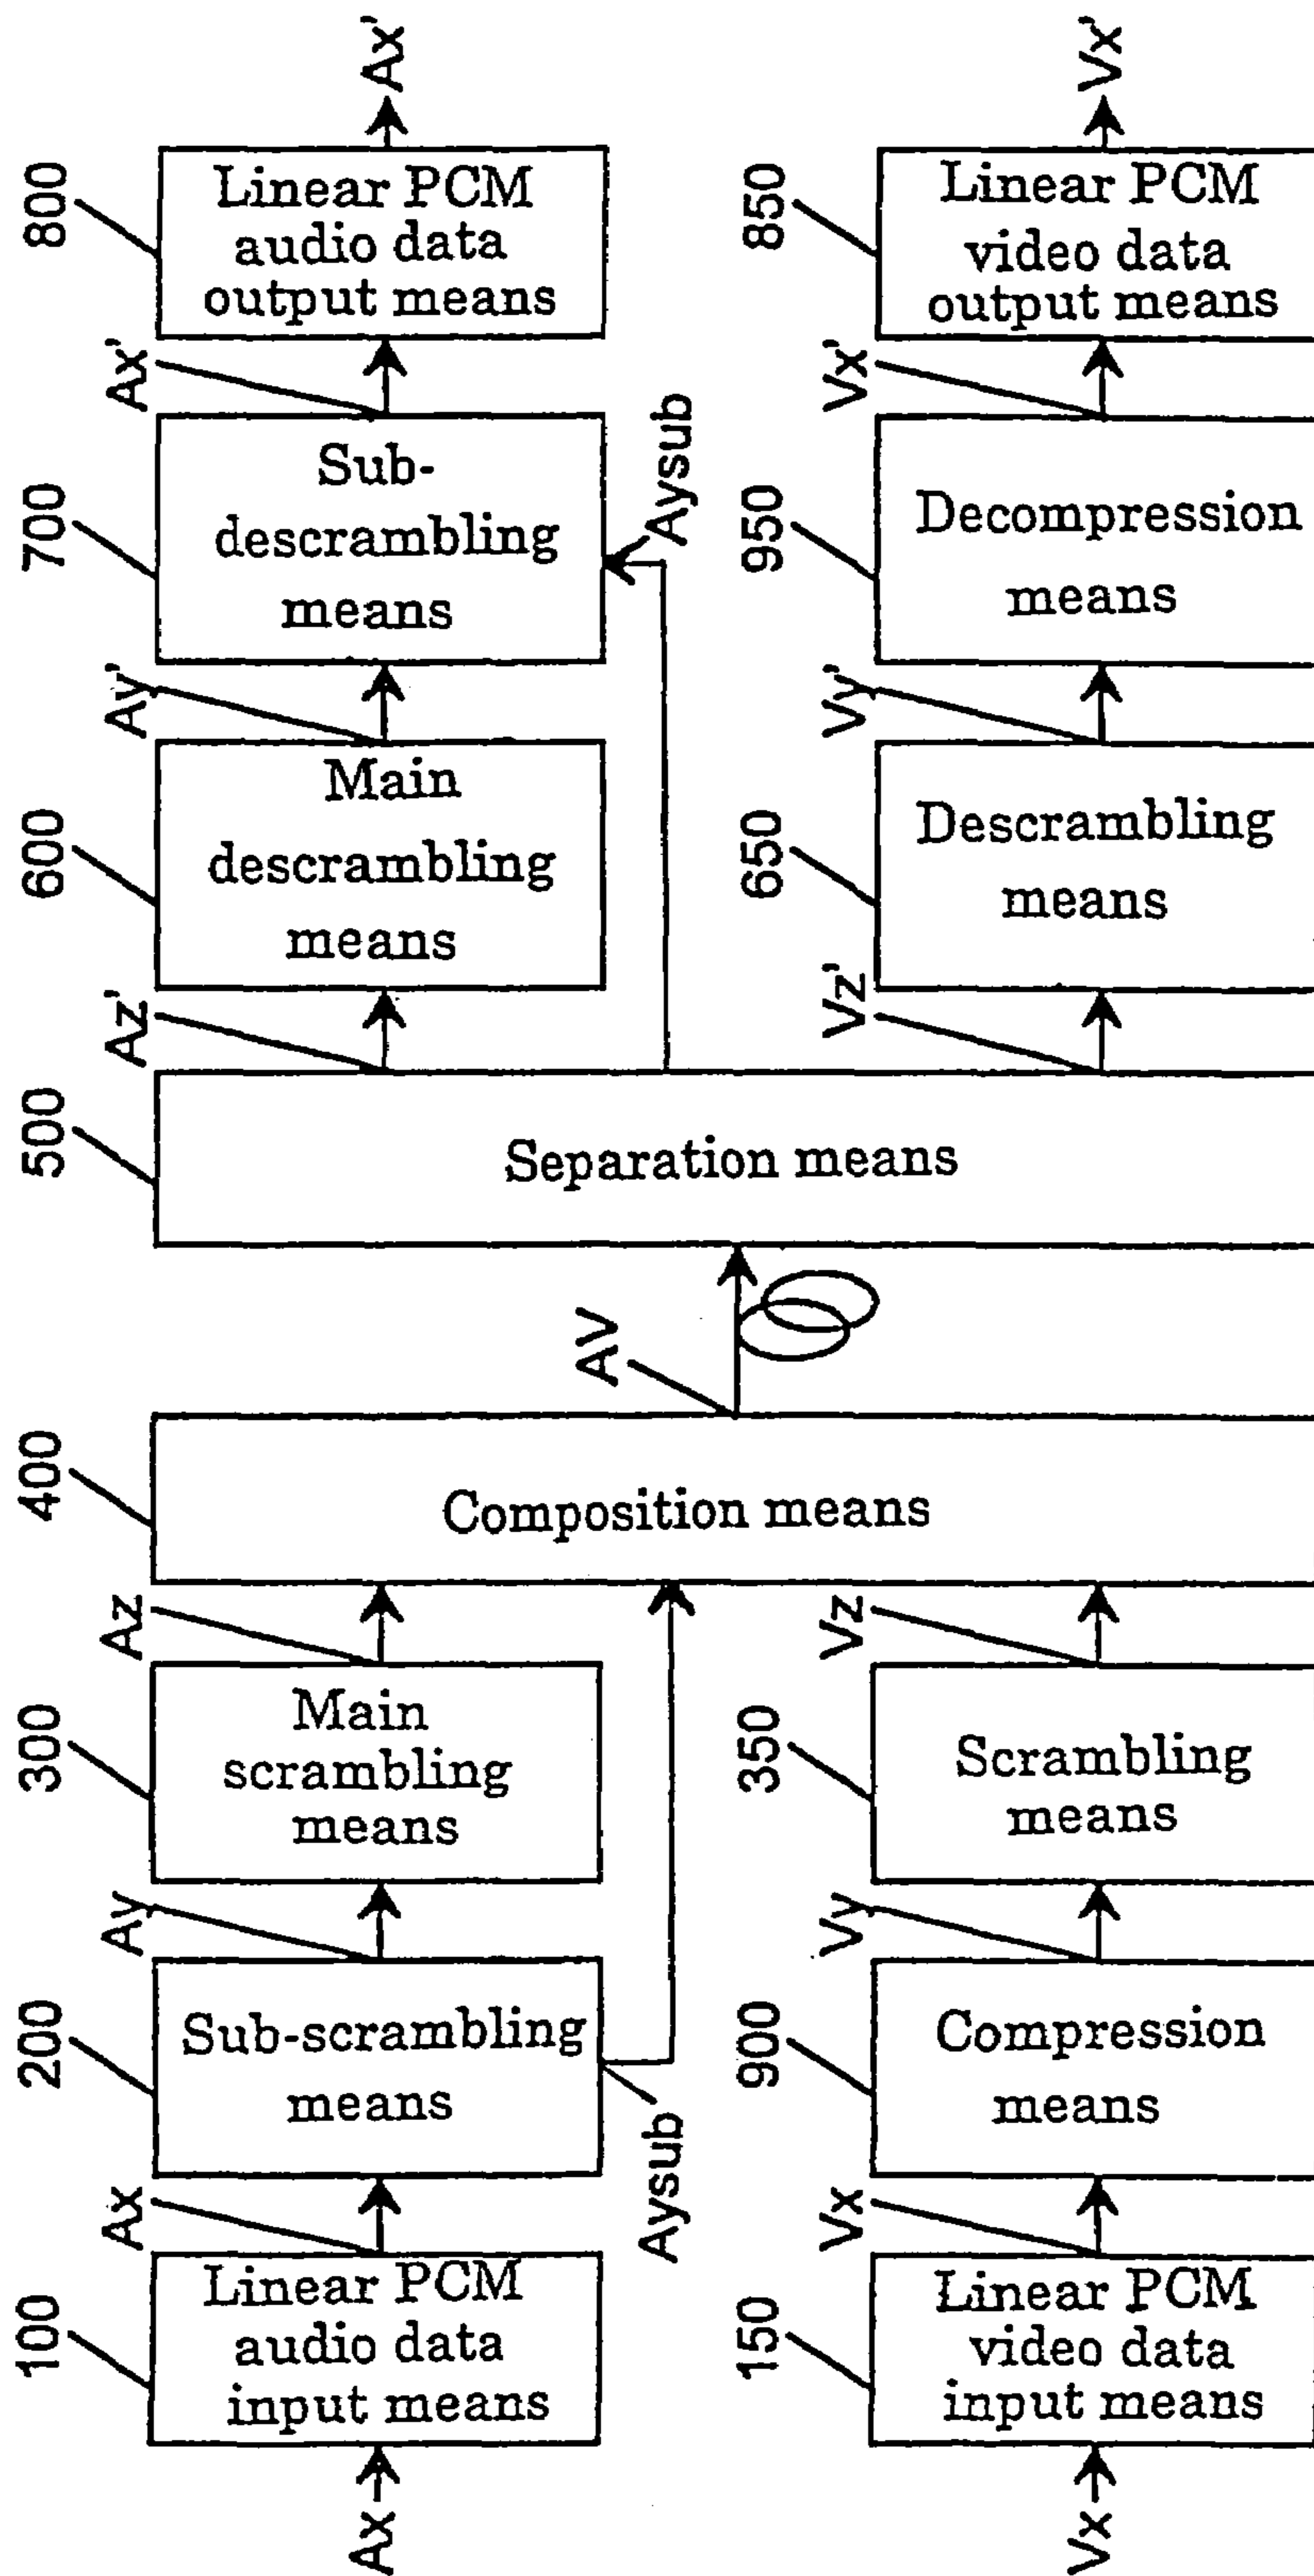 Ax
100
Linear PCM
audio data
input means
Ax
200
Sub-scrambling
means
Aysub
Ay
300
Main
scrambling
means
Az
400
Composition means
AV
500
Separation means
Az'
600
Main
descrambling
means
Ay'
700
Sub-
descrambling
means
Aysub
Ax'
800
Linear PCM
audio data
output means
Ax'
Vx
150
Linear PCM
video data
input means
Vx
900
Compression
means
Vy
350
Scrambling
means
Vz
Vz'
650
Descrambling
means
Vy'
950
Decompression
means
Vx'
850
Linear PCM
video data
output means
Vx'